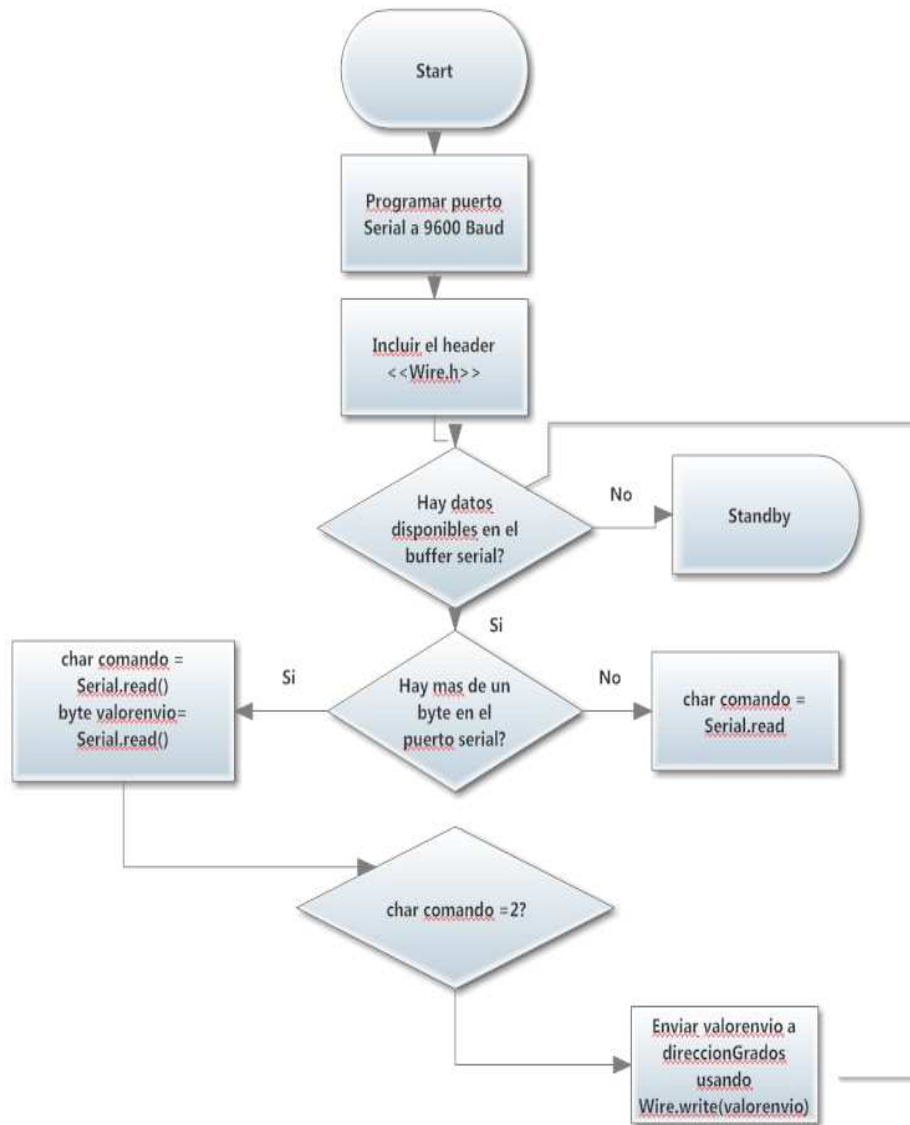 Start
Programar puerto
Serial a 9600 Baud
Incluir el header
<<Wire.h>>
Hay datos
disponibles en el
buffer serial?
No
Standby
Si
char comando =
Serial.read()
byte valorenvio=
Serial.read()
Si
Hay mas de un
byte en el
puerto serial?
No
char comando =
Serial.read
char comando =2?
Enviar valorenvio a
direccionGrados
usando
Wire.write(valorenvio)